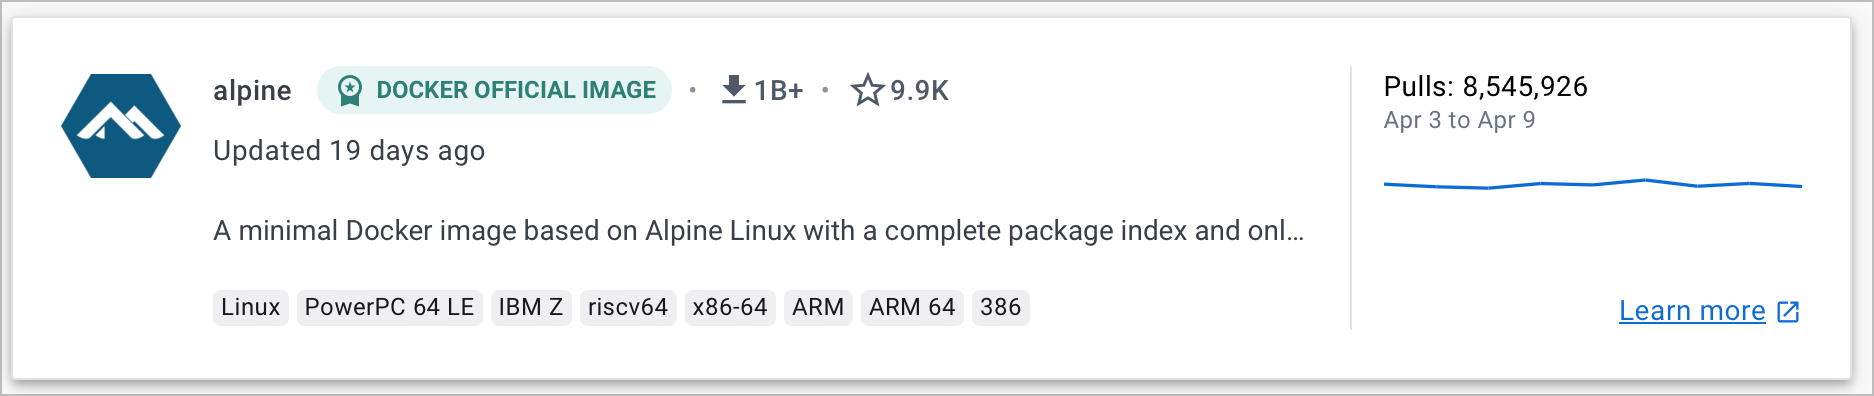 alpine DOCKER OFFICIAL IMAGE · 1B+ · 9.9K
Updated 19 days ago
A minimal Docker image based on Alpine Linux with a complete package index and onl...
Linux PowerPC 64 LE IBM Z riscv64 x86-64 ARM ARM 64 386
Pulls: 8,545,926
Apr 3 to Apr 9
Learn more